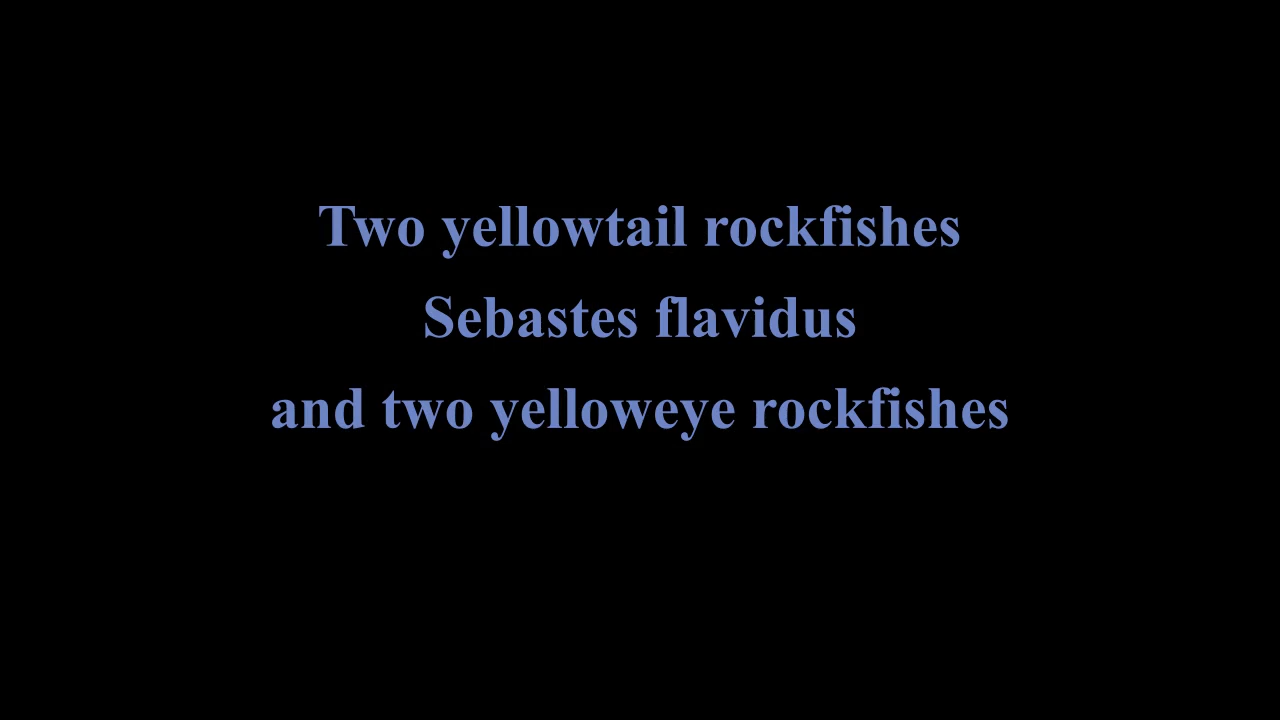 Two yellowtail rockfishes
Sebastes flavidus
and two yelloweye rockfishes